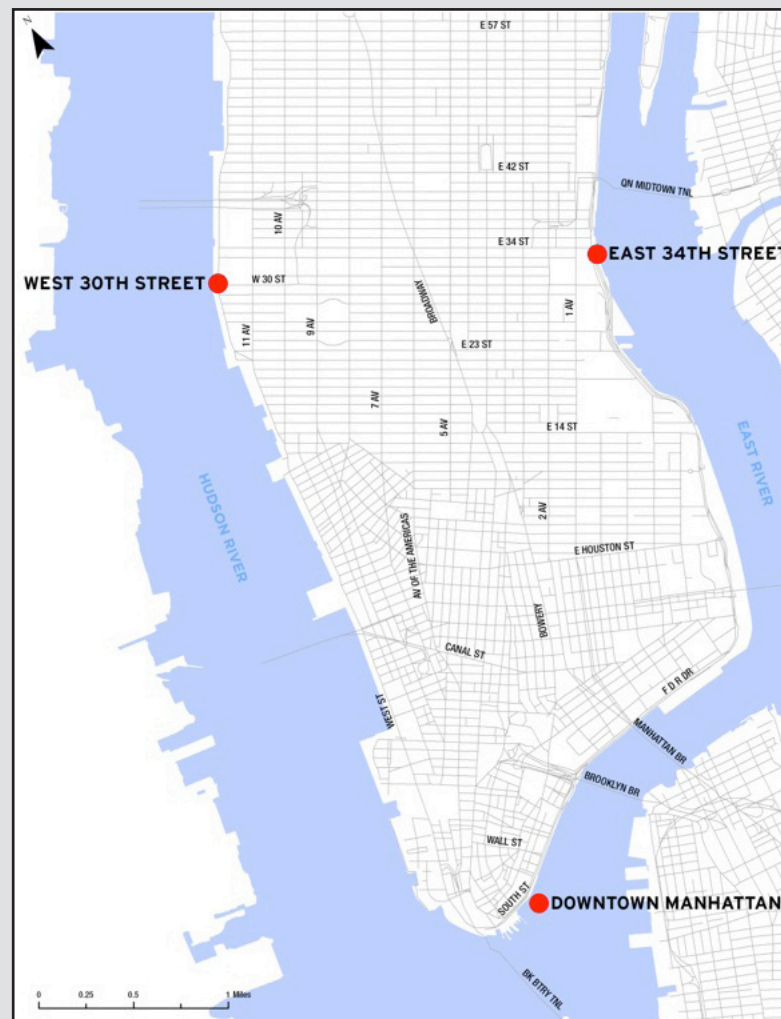 N
E 57 ST
E 42 ST
QN MIDTOWN TNL
10 AV
E 34 ST
EAST 34TH STREET
WEST 30TH STREET
W 30 ST
BROADWAY
1 AV
11 AV
9 AV
E 23 ST
7 AV
5 AV
E 14 ST
EAST RIVER
HUDSON RIVER
2 AV
AV OF THE AMERICAS
E HOUSTON ST
BOWERY
CANAL ST
F D R DR
WEST ST
MANHATTAN BR
BROOKLYN BR
WALL ST
SOUTH ST
DOWNTOWN MANHATTAN
BK BTRY TNL
0 0.25 0.5 1 Miles